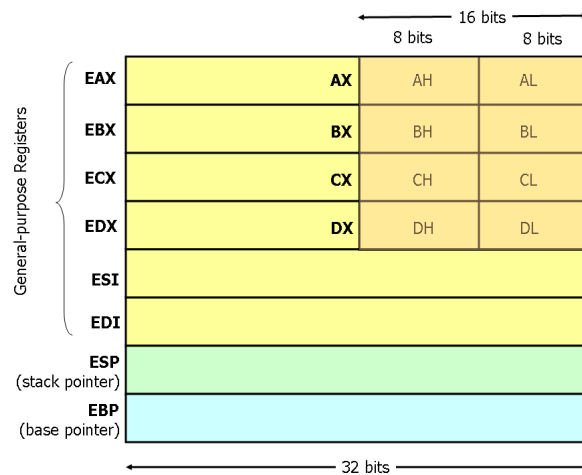 16 bits
8 bits 8 bits
General-purpose Registers
EAX AX AH AL
EBX BX BH BL
ECX CX CH CL
EDX DX DH DL
ESI
EDI
ESP
(stack pointer)
EBP
(base pointer)
32 bits